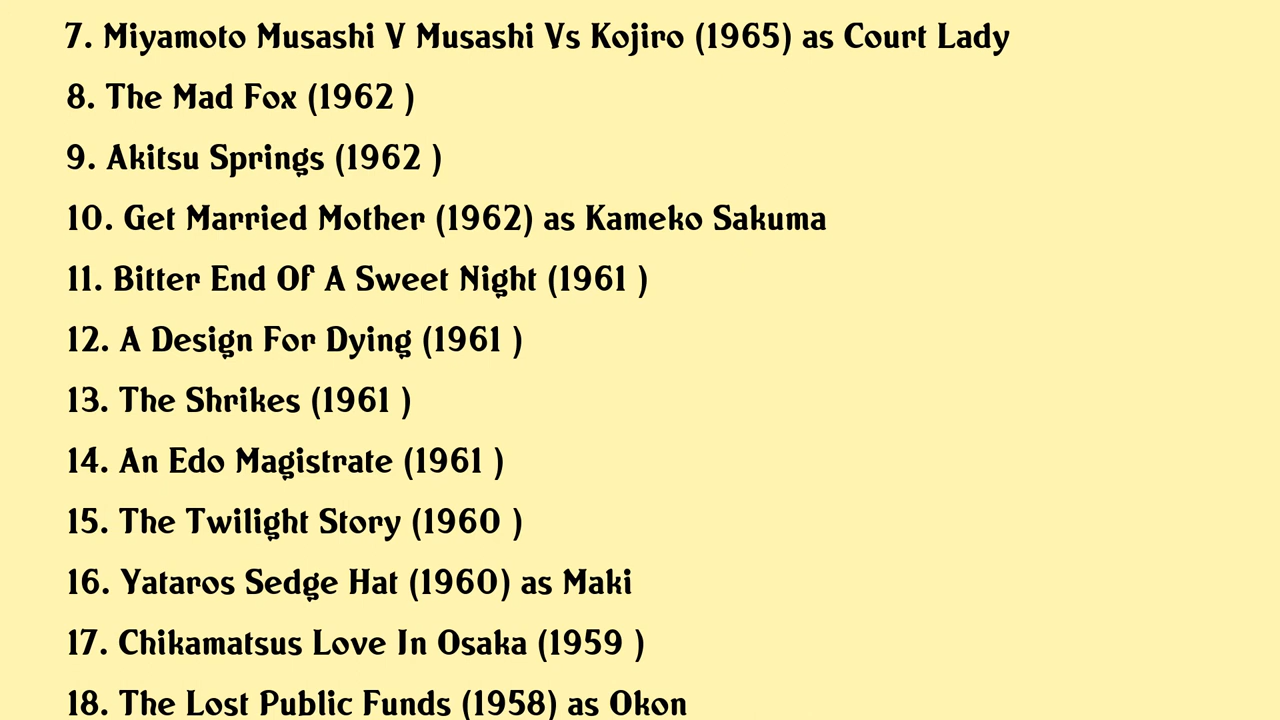 7. Miyamoto Musashi V Musashi Vs Kojiro (1965) as Court Lady
8. The Mad Fox (1962 )
9. Akitsu Springs (1962 )
10. Get Married Mother (1962) as Kameko Sakuma
11. Bitter End Of A Sweet Night (1961 )
12. A Design For Dying (1961 )
13. The Shrikes (1961 )
14. An Edo Magistrate (1961 )
15. The Twilight Story (1960 )
16. Yataros Sedge Hat (1960) as Maki
17. Chikamatsus Love In Osaka (1959 )
18. The Lost Public Funds (1958) as Okon